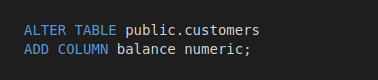 ALTER TABLE public.customers
ADD COLUMN balance numeric;